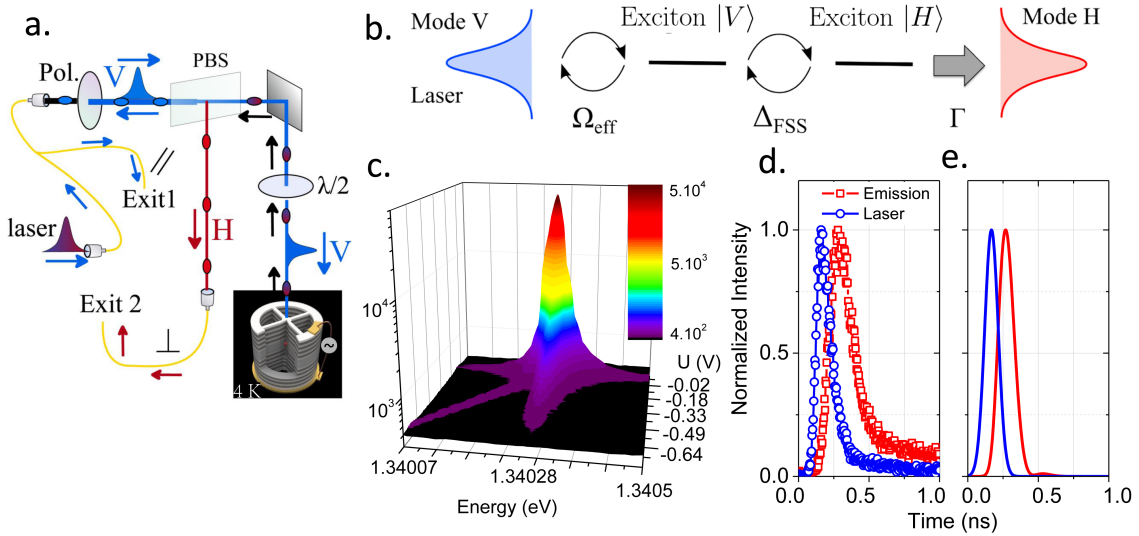 a.
Pol.
V
PBS
λ/2
//
Exit1
laser
H
V
Exit 2
⊥
4 K
~
b.
Mode V
Laser
Ω_eff
Exciton |V⟩
Δ_FSS
Exciton |H⟩
Γ
Mode H
c.
5.10^4
5.10^3
4.10^2
10^4
10^3
U (V)
-0.02
-0.18
-0.33
-0.49
-0.64
1.34007
1.34028
1.3405
Energy (eV)
d.
Emission
Laser
Normalized Intensity
1.0
0.5
0.0
0.0
0.5
1.0
e.
0.5
1.0
Time (ns)